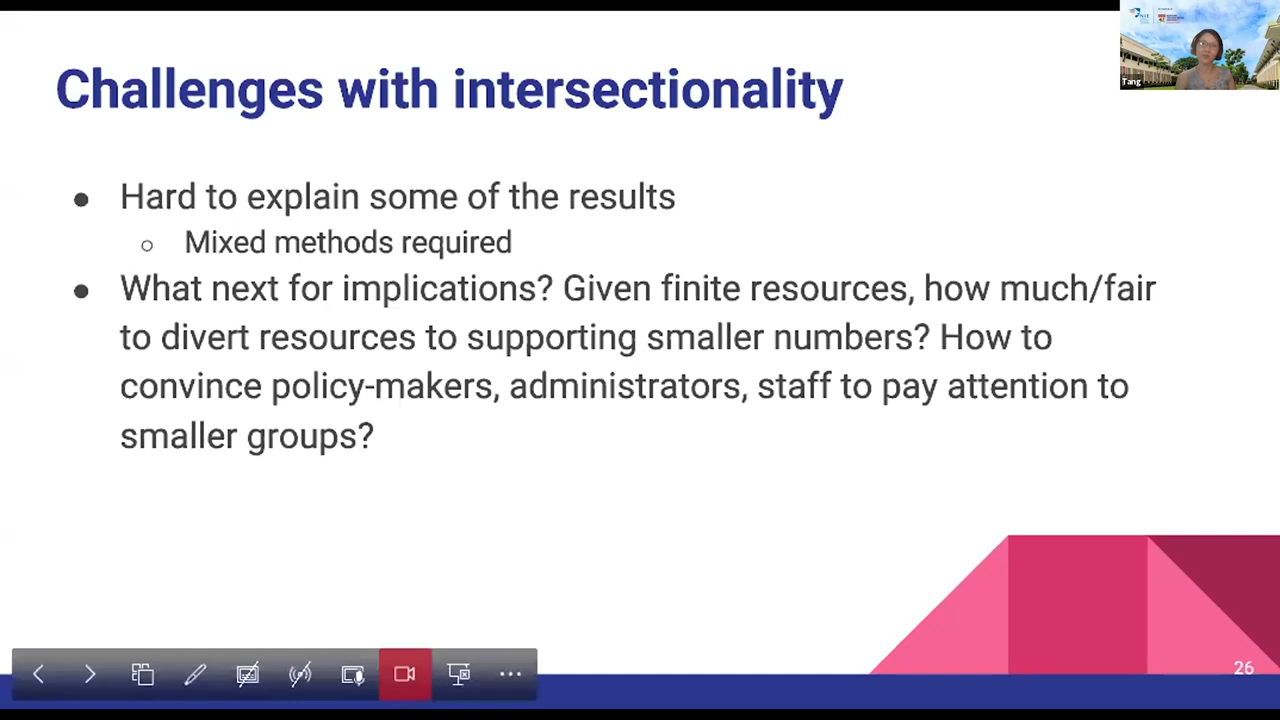 Challenges with intersectionality
● Hard to explain some of the results
○ Mixed methods required
● What next for implications? Given finite resources, how much/fair
to divert resources to supporting smaller numbers? How to
convince policy-makers, administrators, staff to pay attention to
smaller groups?
NIE
Tang
26